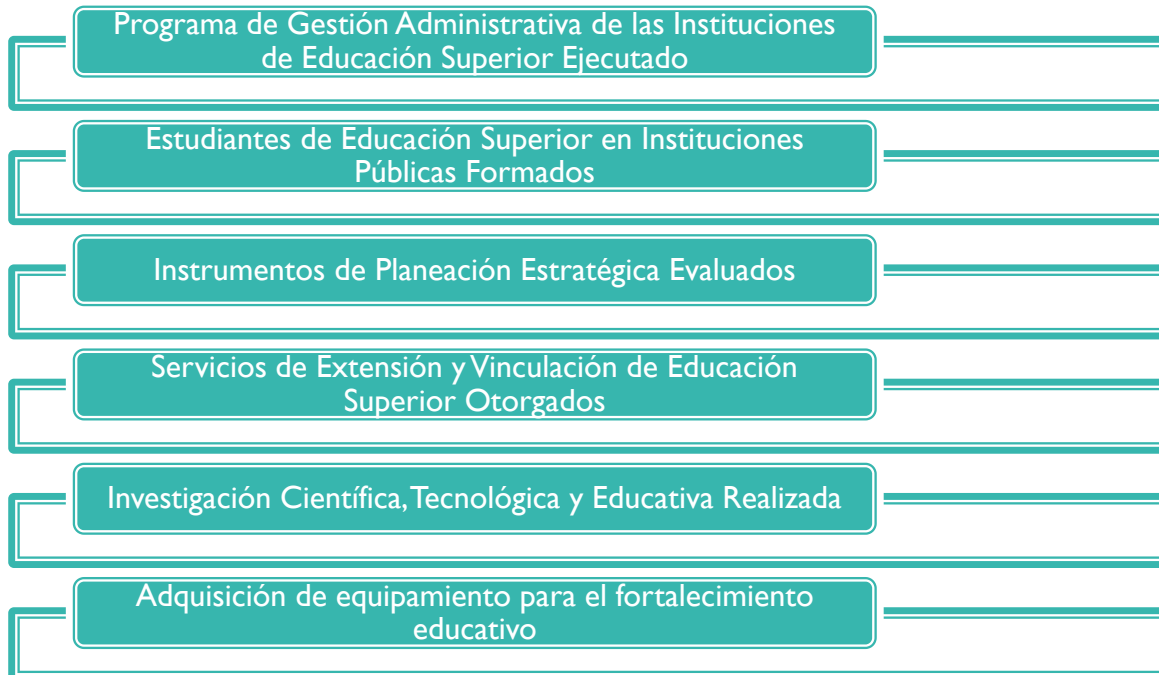 Programa de Gestión Administrativa de las Instituciones
de Educación Superior Ejecutado
Estudiantes de Educación Superior en Instituciones
Públicas Formados
Instrumentos de Planeación Estratégica Evaluados
Servicios de Extensión y Vinculación de Educación
Superior Otorgados
Investigación Científica, Tecnológica y Educativa Realizada
Adquisición de equipamiento para el fortalecimiento
educativo